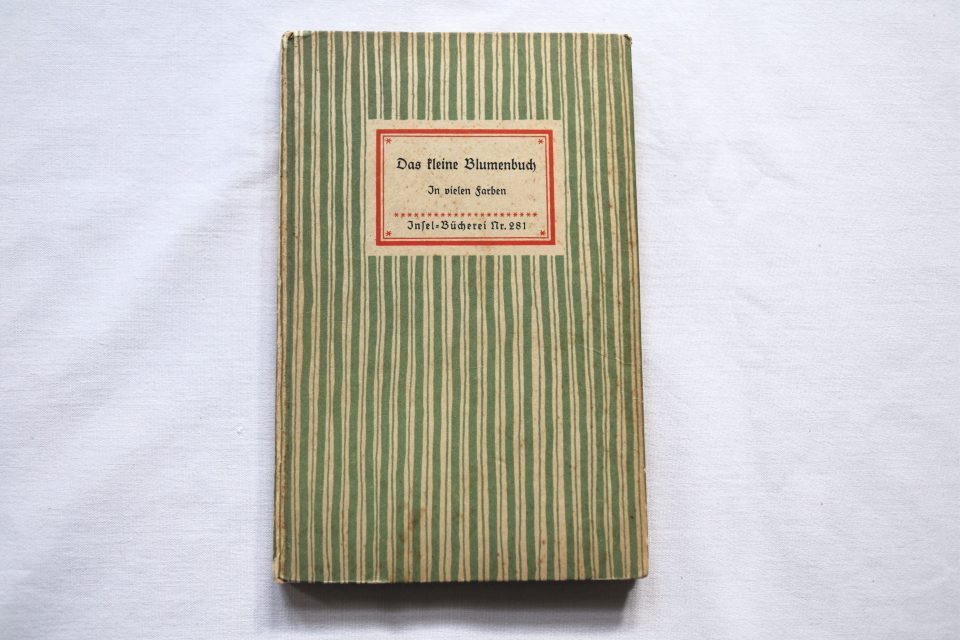 Das kleine Blumenbuch
In vielen Farben
Insel-Bücherei Nr. 281